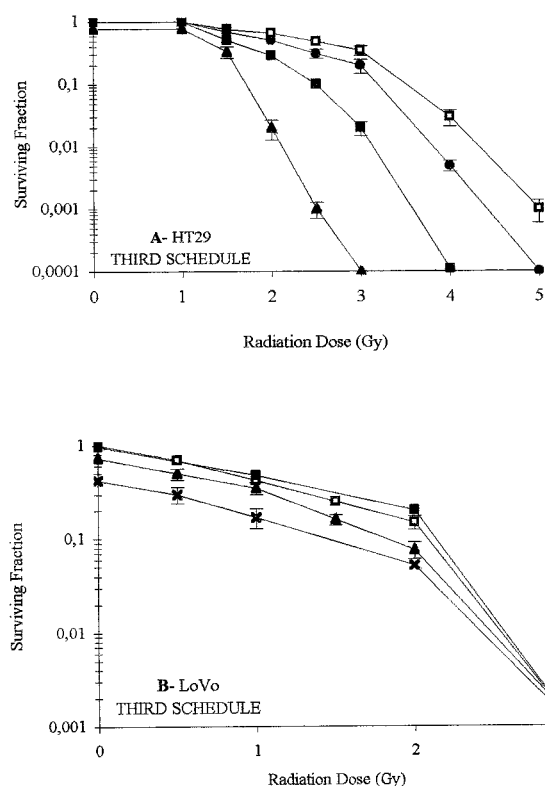 1
0,1
0,01
0,001
0,0001
Surviving Fraction
A- HT29
THIRD SCHEDULE
0 1 2 3 4 5
Radiation Dose (Gy)
1
0,1
0,01
0,001
Surviving Fraction
B- LoVo
THIRD SCHEDULE
0 1 2
Radiation Dose (Gy)